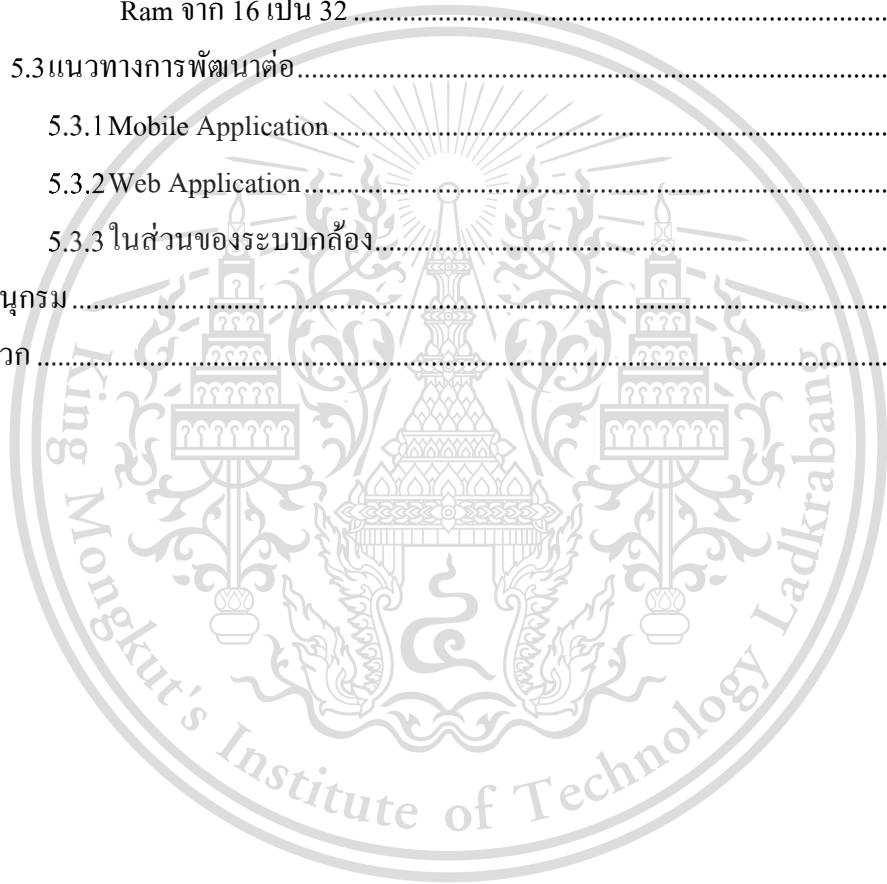 Ram จาก 16 เป็น 32 ........................................................................
5.3 แนวทางการพัฒนาต่อ........................................................................
5.3.1 Mobile Application........................................................................
5.3.2 Web Application........................................................................
5.3.3 ในส่วนของระบบกล้อง........................................................................
นุกรม ........................................................................
วก ........................................................................
King Mongkut's Institute of Technology Ladkrabang